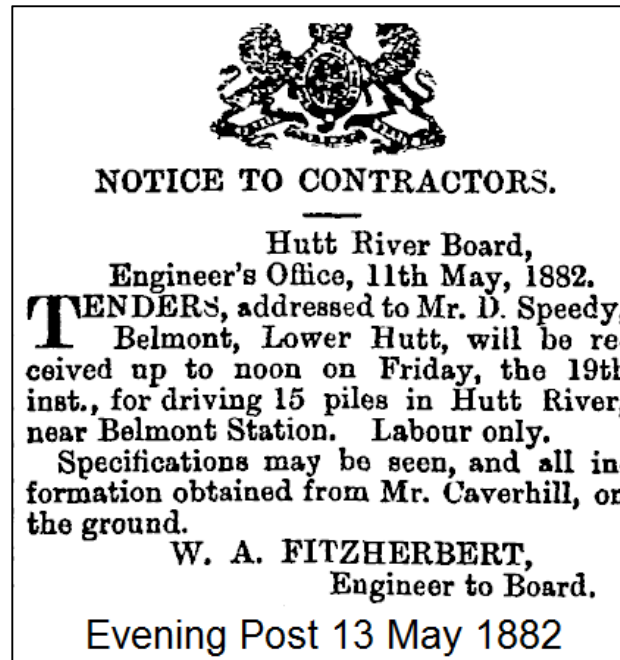 NOTICE TO CONTRACTORS.
Hutt River Board,
Engineer's Office, 11th May, 1882.
TENDERS, addressed to Mr. D. Speedy,
Belmont, Lower Hutt, will be re-
ceived up to noon on Friday, the 19th
inst., for driving 15 piles in Hutt River,
near Belmont Station. Labour only.
Specifications may be seen, and all in-
formation obtained from Mr. Caverhill, on
the ground.
W. A. FITZHERBERT,
Engineer to Board.
Evening Post 13 May 1882